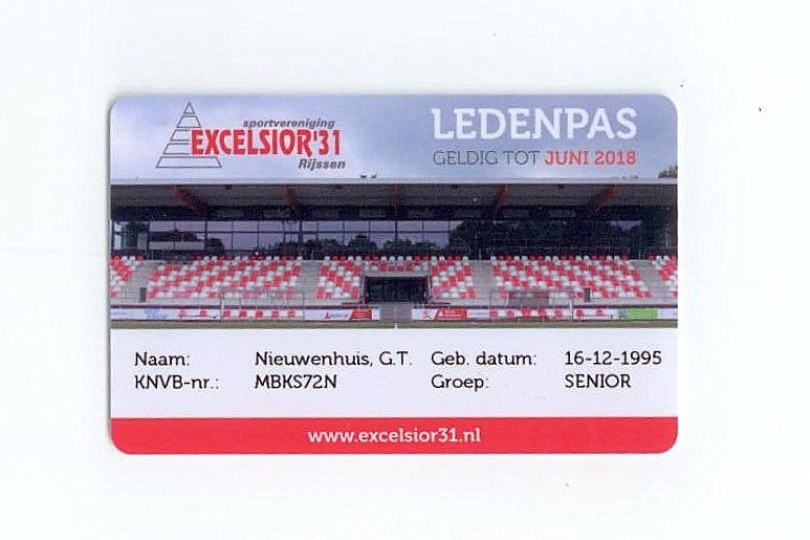 sportvereniging
EXCELSIOR'31
Rijssen
LEDENPAS
GELDIG TOT JUNI 2018
Naam: Nieuwenhuis, G.T. Geb. datum: 16-12-1995
KNVB-nr.: MBKS72N Groep: SENIOR
www.excelsior31.nl